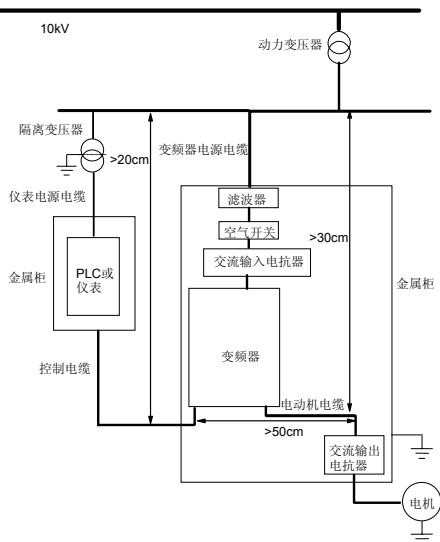 10kV
动力变压器
隔离变压器
>20cm
变频器电源电缆
仪表电源电缆
滤波器
空气开关
>30cm
交流输入电抗器
PLC或
仪表
金属柜
金属柜
变频器
控制电缆
电动机电缆
>50cm
交流输出
电抗器
电机